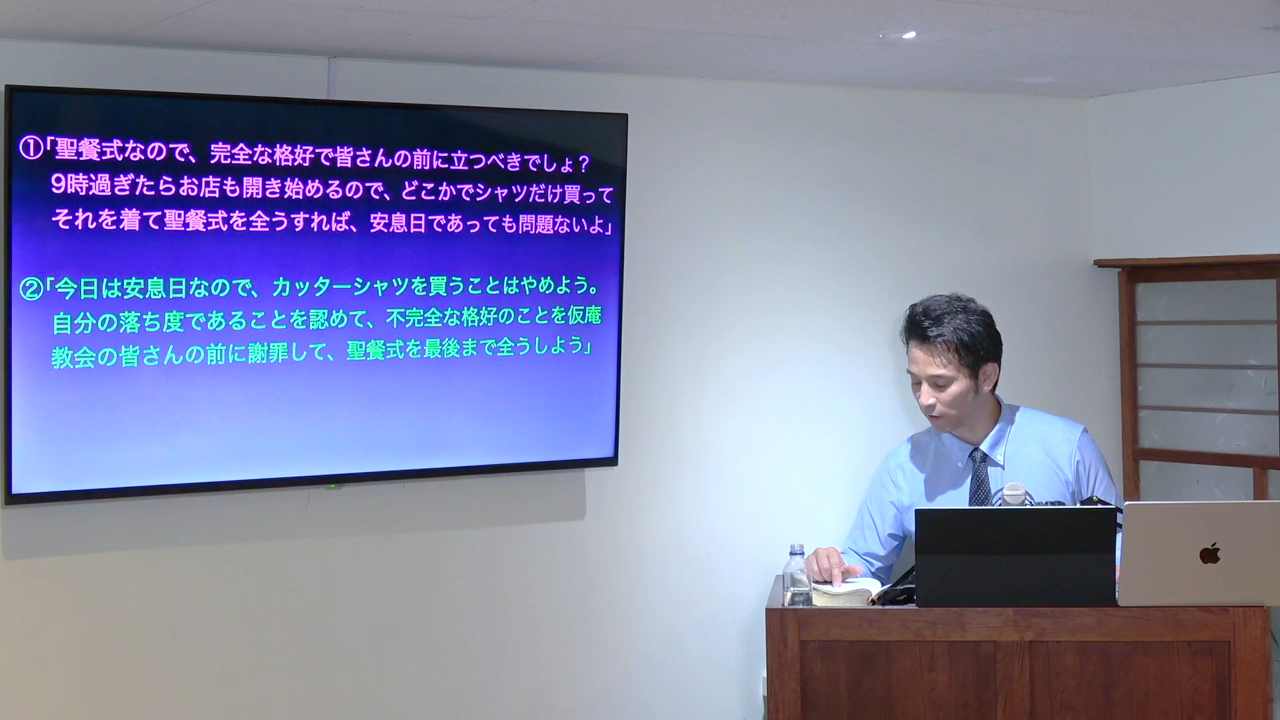 ①「聖餐式なので、完全な格好で皆さんの前に立つべきでしょ？
9時過ぎたらお店も開き始めるので、どこかでシャツだけ買って
それを着て聖餐式を全うすれば、安息日であっても問題ないよ」
②「今日は安息日なので、カッターシャツを買うことはやめよう。
自分の落ち度であることを認めて、不完全な格好のことを仮庵
教会の皆さんの前に謝罪して、聖餐式を最後まで全うしよう」